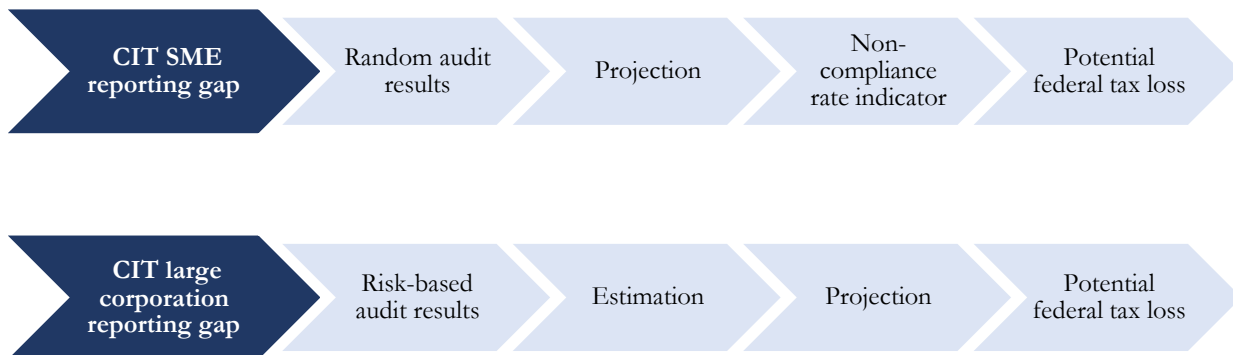 CIT SME
reporting gap
Random audit
results
Projection
Non-
compliance
rate indicator
Potential
federal tax loss
CIT large
corporation
reporting gap
Risk-based
audit results
Estimation
Projection
Potential
federal tax loss